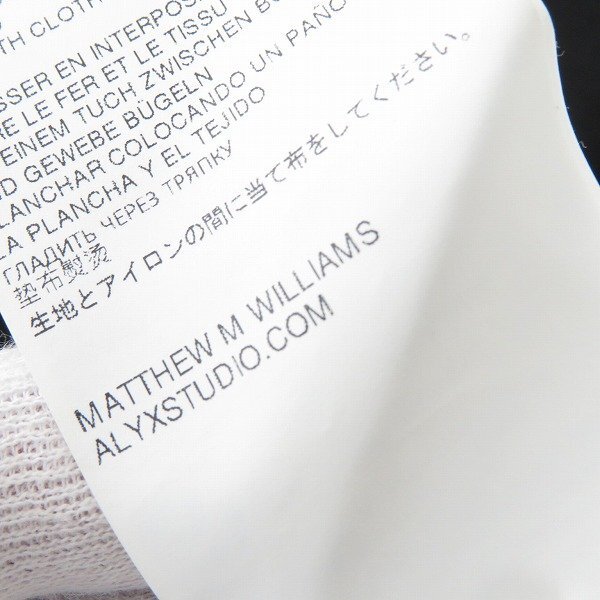 TH CLOTH
SSER EN INTERPOS
RE LE FER ET LE TISSU
EINEM TUCH ZWISCHEN BÜ
ND GEWEBE BÜGELN
LANCHAR COLOCANDO UN PAÑO
LA PLANCHA Y EL TEJIDO
ГЛАДИТЬ ЧЕРЕЗ ТРЯПКУ
垫布熨烫
生地とアイロンの間に当て布をしてください。
MATTHEW M WILLIAMS
ALYXSTUDIO.COM